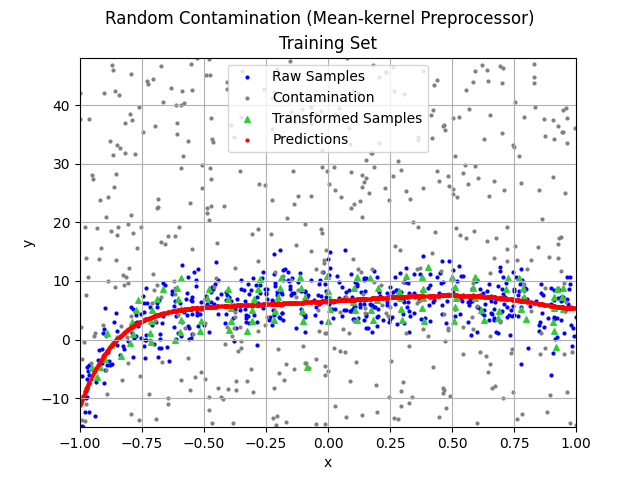 Random Contamination (Mean-kernel Preprocessor)
Training Set
Raw Samples
Contamination
Transformed Samples
Predictions
y
40
30
20
10
0
−10
−1.00 −0.75 −0.50 −0.25 0.00 0.25 0.50 0.75 1.00
x